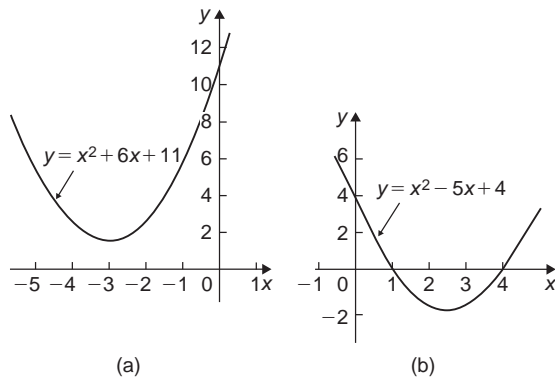 y
12
10
8
6
4
2
y = x² + 6x + 11
−5 −4 −3 −2 −1 0 1 x
(a)
y
6
4
2
−2
y = x² − 5x + 4
−1 0 1 2 3 4 x
(b)